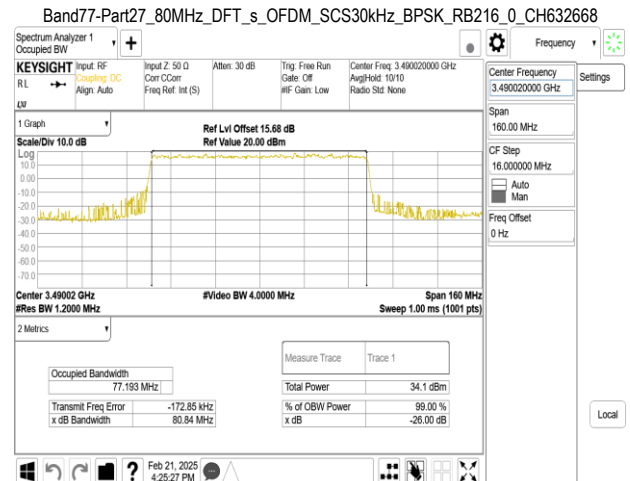 Band77-Part27_80MHz_DFT_s_OFDM_SCS30kHz_BPSK_RB216_0_CH632668
Spectrum Analyzer 1
Occupied BW
+
Frequency
KEYSIGHT
Input: RF
Coupling: DC
Align: Auto
Input Z: 50 Ω
Corr CCorr
Freq Ref: Int (S)
Atten: 30 dB
Trig: Free Run
Gate: Off
#IF Gain: Low
Center Freq: 3.490020000 GHz
Avg|Hold: 10/10
Radio Std: None
RL
LXI
Center Frequency
3.490020000 GHz
Settings
Span
160.00 MHz
CF Step
16.000000 MHz
Auto
Man
Freq Offset
0 Hz
1 Graph
Scale/Div 10.0 dB
Ref Lvl Offset 15.68 dB
Ref Value 20.00 dBm
Log
10.0
0.00
-10.0
-20.0
-30.0
-40.0
-50.0
-60.0
-70.0
Center 3.49002 GHz
#Video BW 4.0000 MHz
Span 160 MHz
#Res BW 1.2000 MHz
Sweep 1.00 ms (1001 pts)
2 Metrics
Measure Trace
Trace 1
Occupied Bandwidth
77.193 MHz
Total Power
34.1 dBm
Transmit Freq Error
-172.85 kHz
% of OBW Power
99.00 %
x dB Bandwidth
80.84 MHz
x dB
-26.00 dB
Local
?
Feb 21, 2025
4:25:27 PM